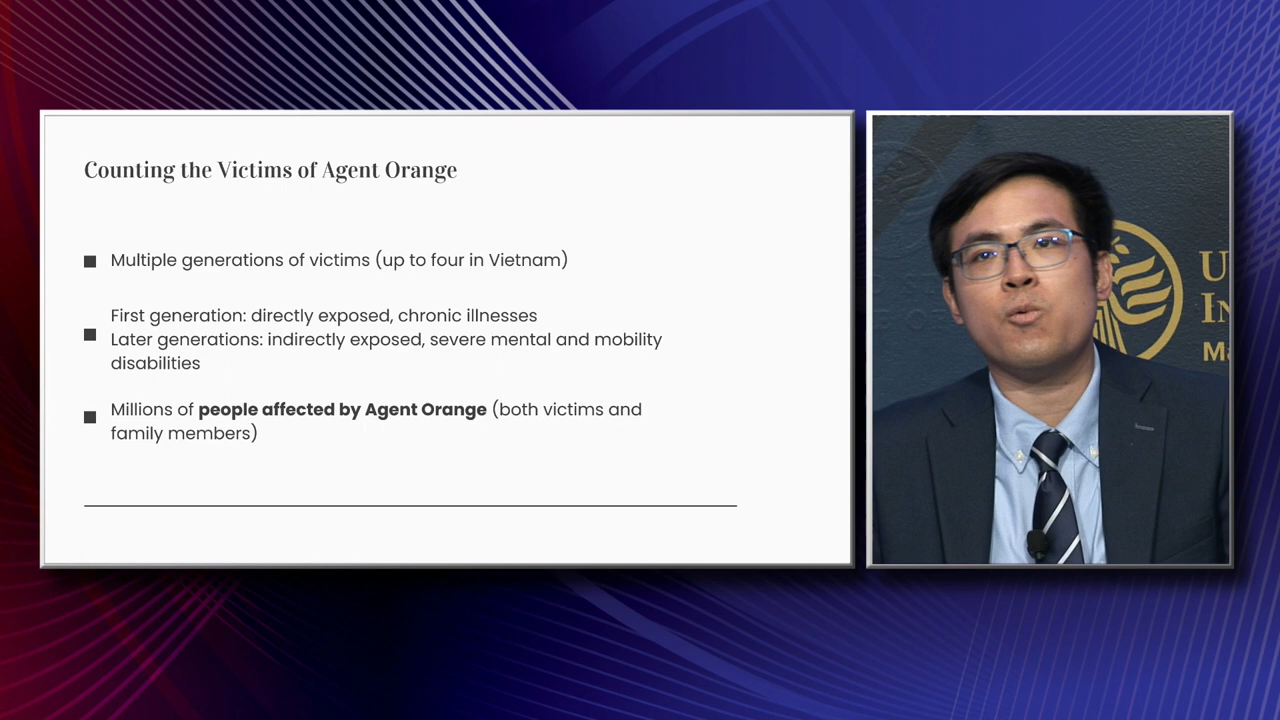 Counting the Victims of Agent Orange
Multiple generations of victims (up to four in Vietnam)
First generation: directly exposed, chronic illnesses
Later generations: indirectly exposed, severe mental and mobility
disabilities
Millions of people affected by Agent Orange (both victims and
family members)